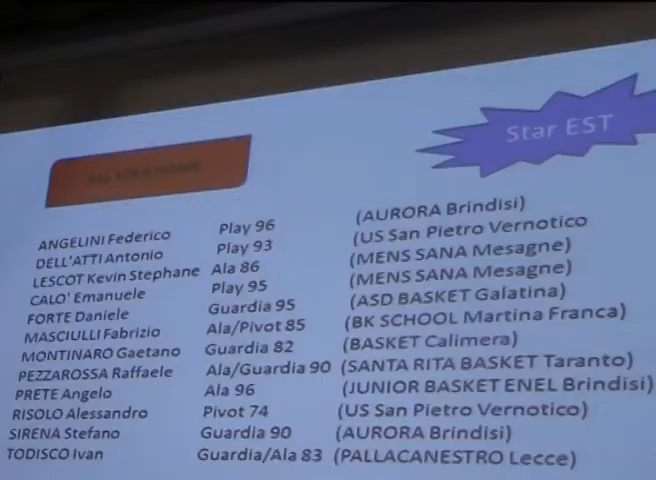 Star EST
ANGELINI Federico Play 96 (AURORA Brindisi)
DELL'ATTI Antonio Play 93 (US San Pietro Vernotico
LESCOT Kevin Stephane Ala 86 (MENS SANA Mesagne)
CALO' Emanuele Play 95 (MENS SANA Mesagne)
FORTE Daniele Guardia 95 (ASD BASKET Galatina)
MASCIULLI Fabrizio Ala/Pivot 85 (BK SCHOOL Martina Franca)
MONTINARO Gaetano Guardia 82 (BASKET Calimera)
PEZZAROSSA Raffaele Ala/Guardia 90 (SANTA RITA BASKET Taranto)
PRETE Angelo Ala 96 (JUNIOR BASKET ENEL Brindisi)
RISOLO Alessandro Pivot 74 (US San Pietro Vernotico)
SIRENA Stefano Guardia 90 (AURORA Brindisi)
TODISCO Ivan Guardia/Ala 83 (PALLACANESTRO Lecce)